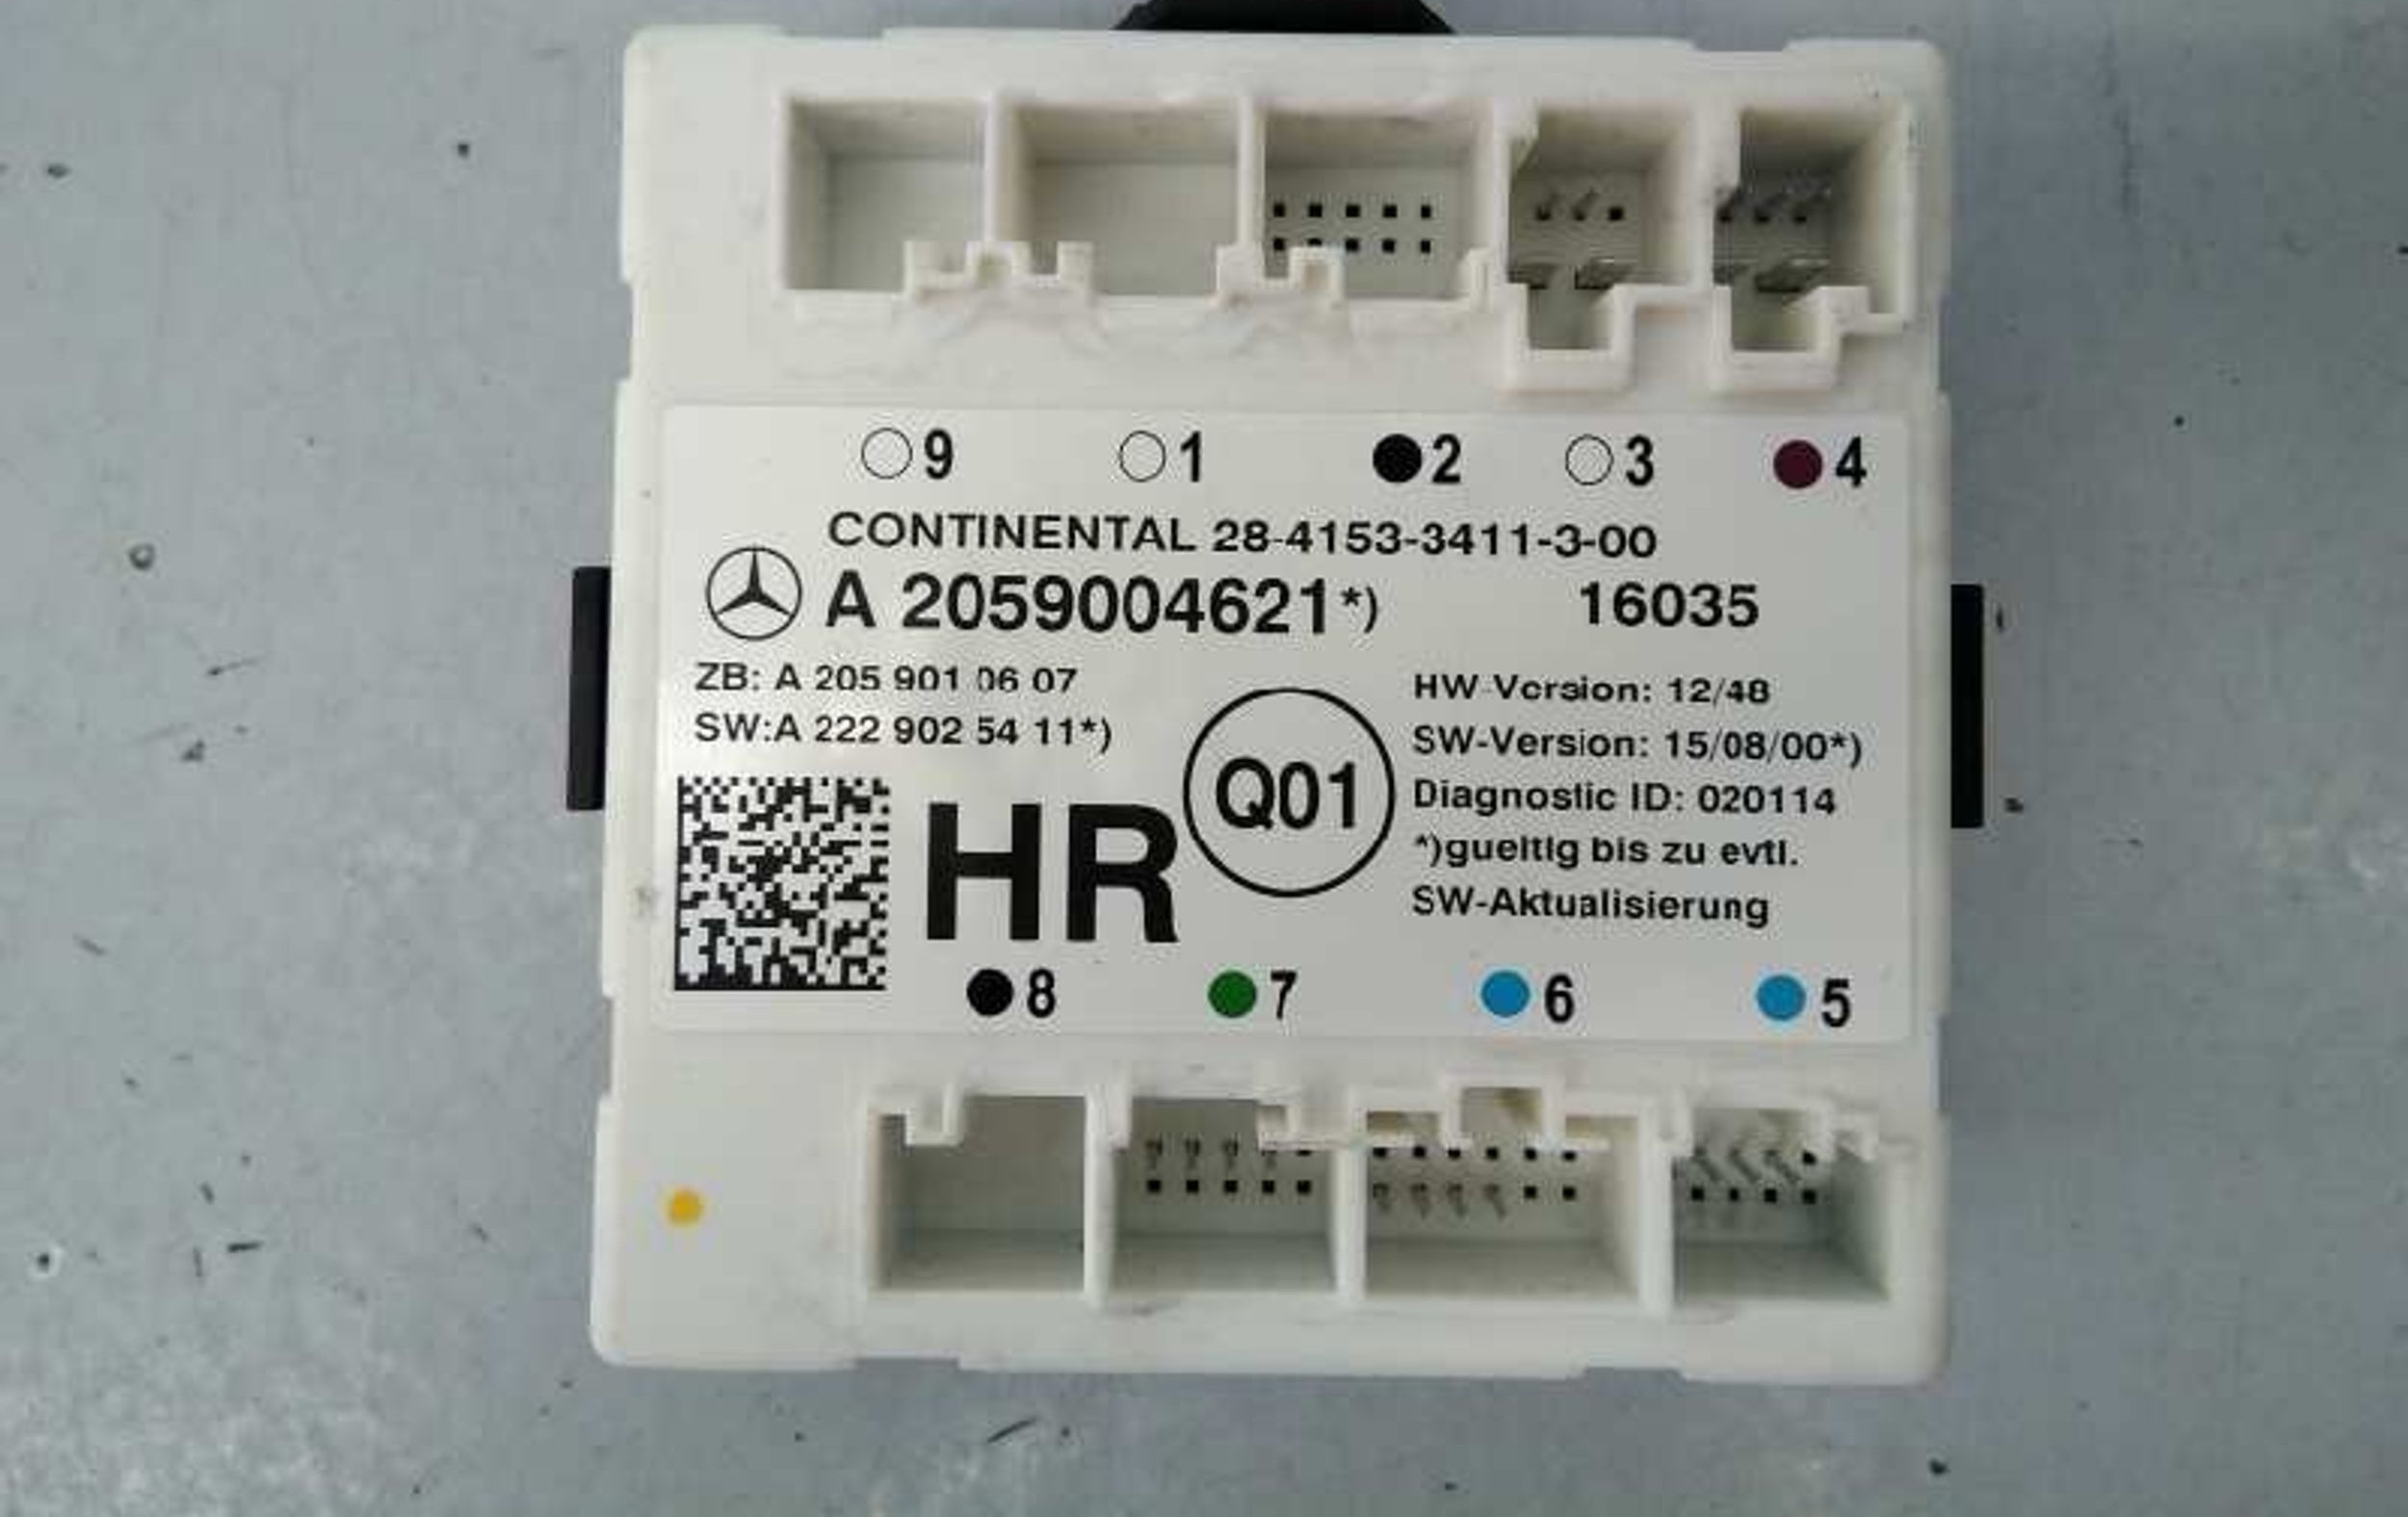 9 1 2 3 4
CONTINENTAL 28-4153-3411-3-00
A 2059004621*) 16035
ZB: A 205 901 06 07
SW:A 222 902 54 11*)
HR
Q01
HW-Version: 12/48
SW-Version: 15/08/00*)
Diagnostic ID: 020114
*)gueltig bis zu evtl.
SW-Aktualisierung
8 7 6 5